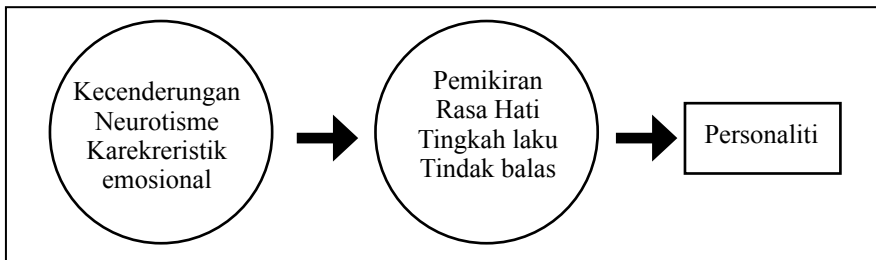 Kecenderungan
Neurotisme
Karekreristik
emosional
Pemikiran
Rasa Hati
Tingkah laku
Tindak balas
Personaliti